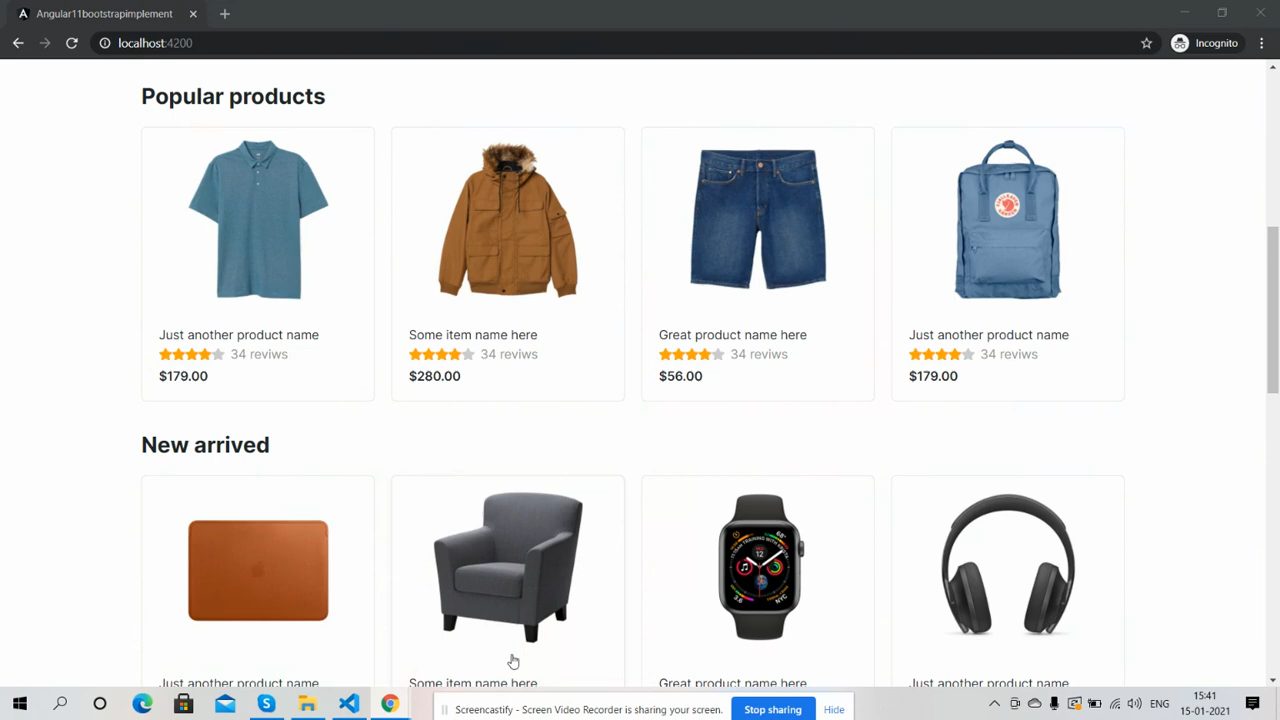 Angular11bootstrapimplement
localhost:4200
Incognito
Popular products
Just another product name
34 reviws
$179.00
Some item name here
34 reviws
$280.00
Great product name here
34 reviws
$56.00
Just another product name
34 reviws
$179.00
New arrived
Just another product name
Some item name here
Great product name here
Just another product name
Screencastify - Screen Video Recorder is sharing your screen.
Stop sharing
Hide
ENG
15:41
15-01-2021